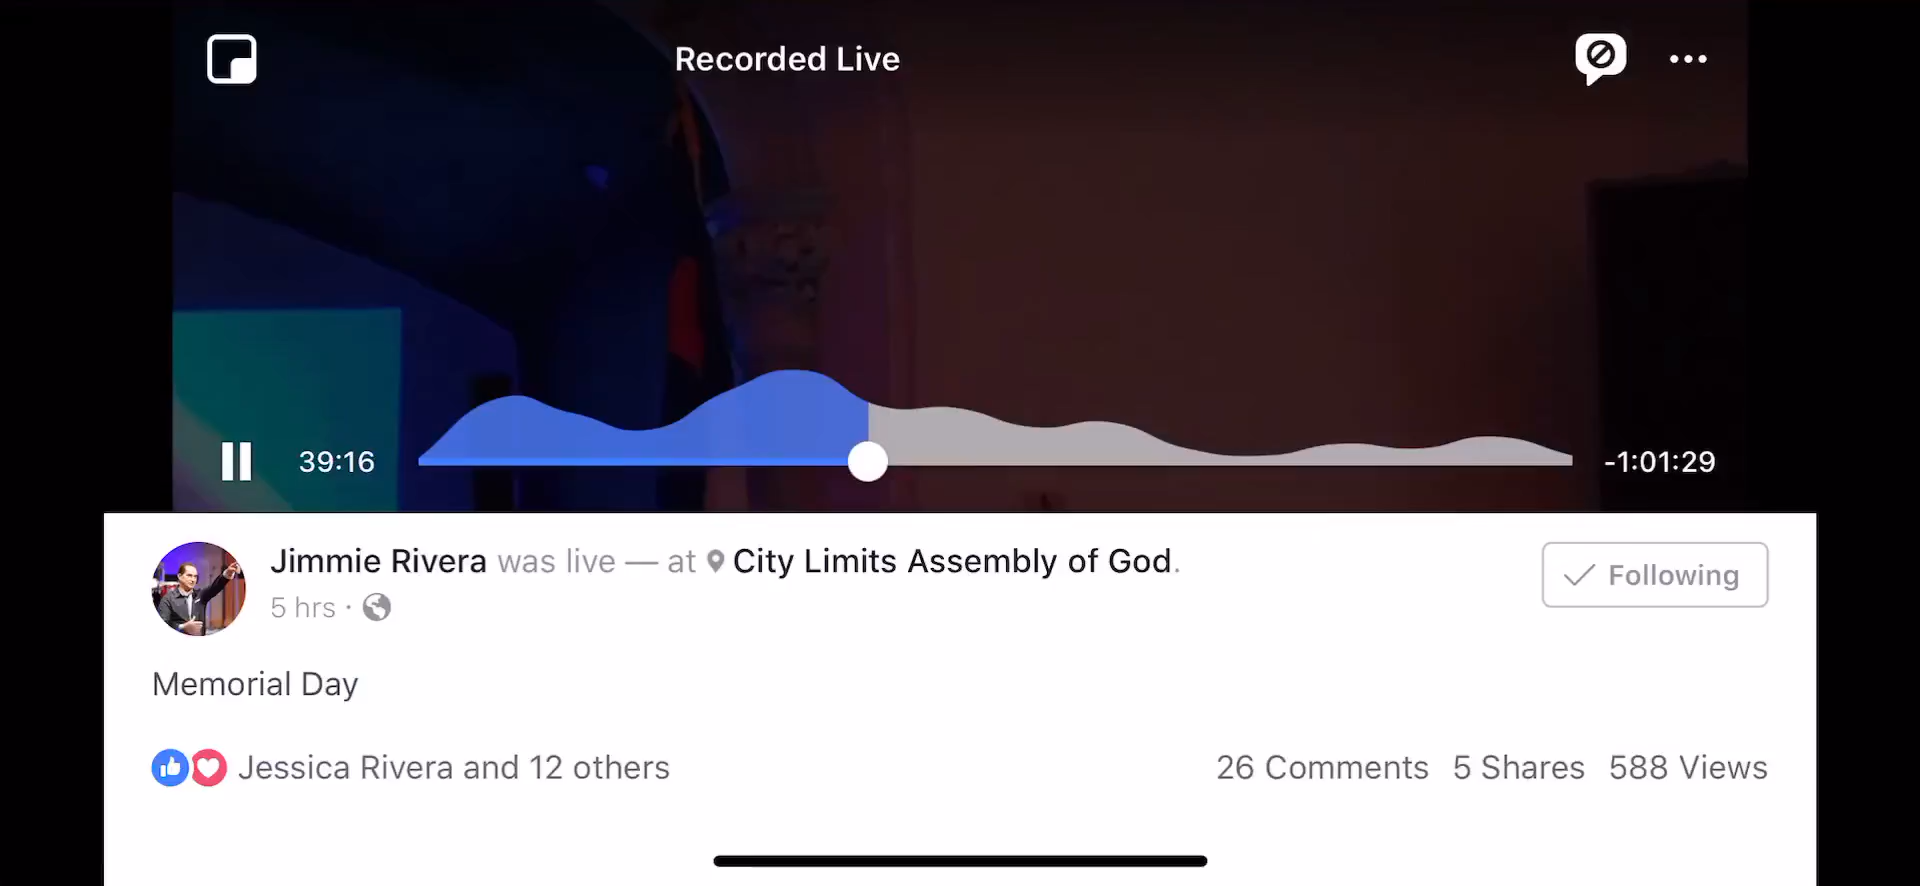 Recorded Live
39:16
-1:01:29
Jimmie Rivera was live — at City Limits Assembly of God.
Following
5 hrs ·
Memorial Day
Jessica Rivera and 12 others
26 Comments 5 Shares 588 Views